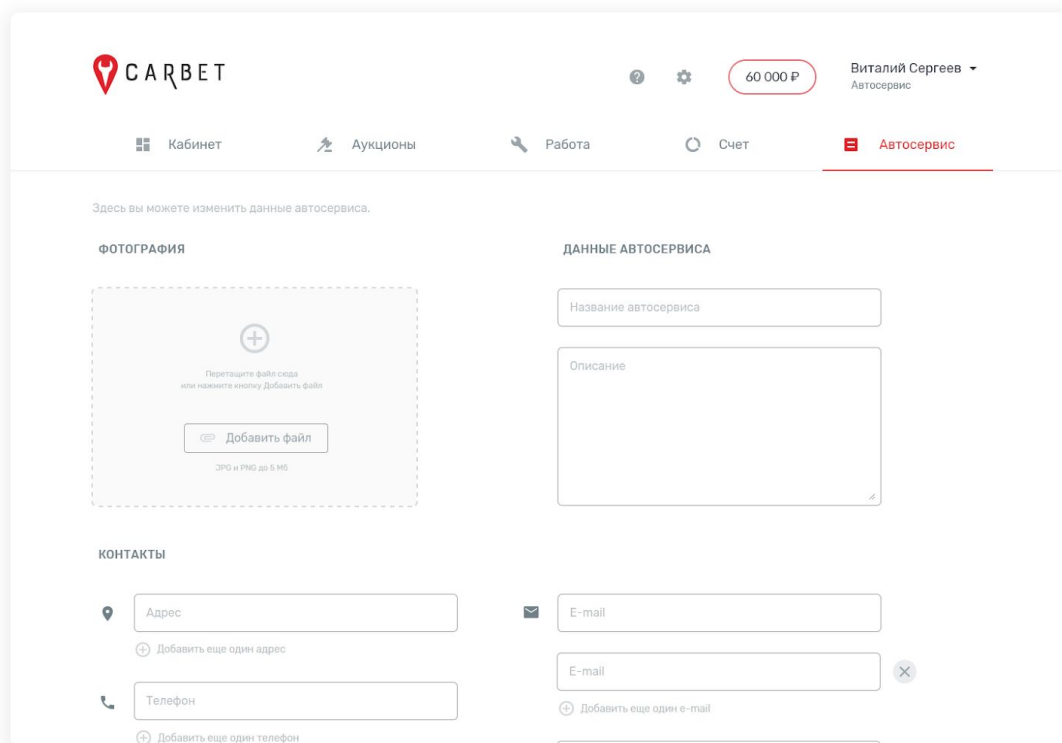 CARBET
60 000 ₽
Виталий Сергеев
Автосервис
Кабинет
Аукционы
Работа
Счет
Автосервис
Здесь вы можете изменить данные автосервиса.
ФОТОГРАФИЯ
ДАННЫЕ АВТОСЕРВИСА
Перетащите файл сюда
или нажмите кнопку Добавить файл
Добавить файл
JPG и PNG до 5 Мб
Название автосервиса
Описание
КОНТАКТЫ
Адрес
Добавить еще один адрес
Телефон
Добавить еще один телефон
E-mail
E-mail
Добавить еще один e-mail